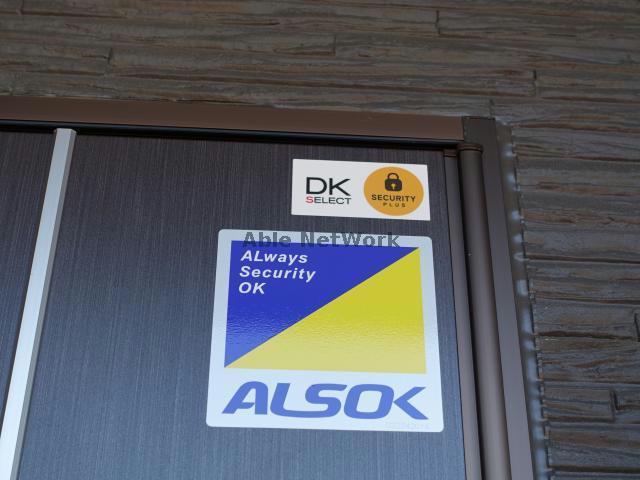 DK
SELECT
SECURITY
PLUS
Able NetWork
ALways
Security
OK
ALSOK